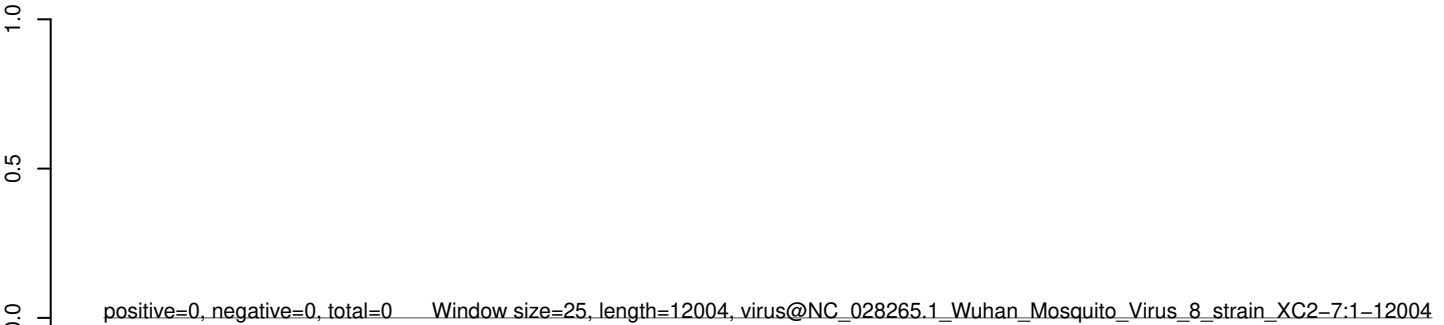 1.0
0.5
0.0
positive=0, negative=0, total=0 Window size=25, length=12004, virus@NC_028265.1_Wuhan_Mosquito_Virus_8_strain_XC2−7:1−12004